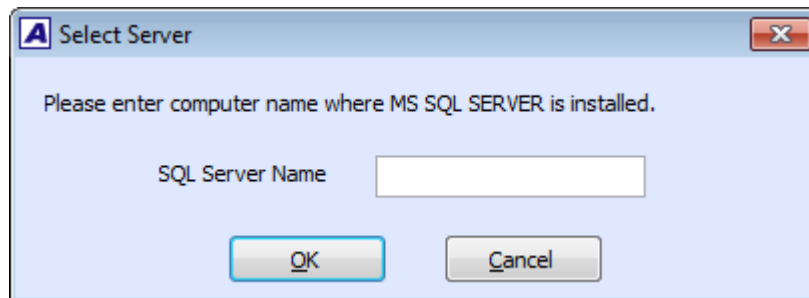 A Select Server
Please enter computer name where MS SQL SERVER is installed.
SQL Server Name
OK Cancel